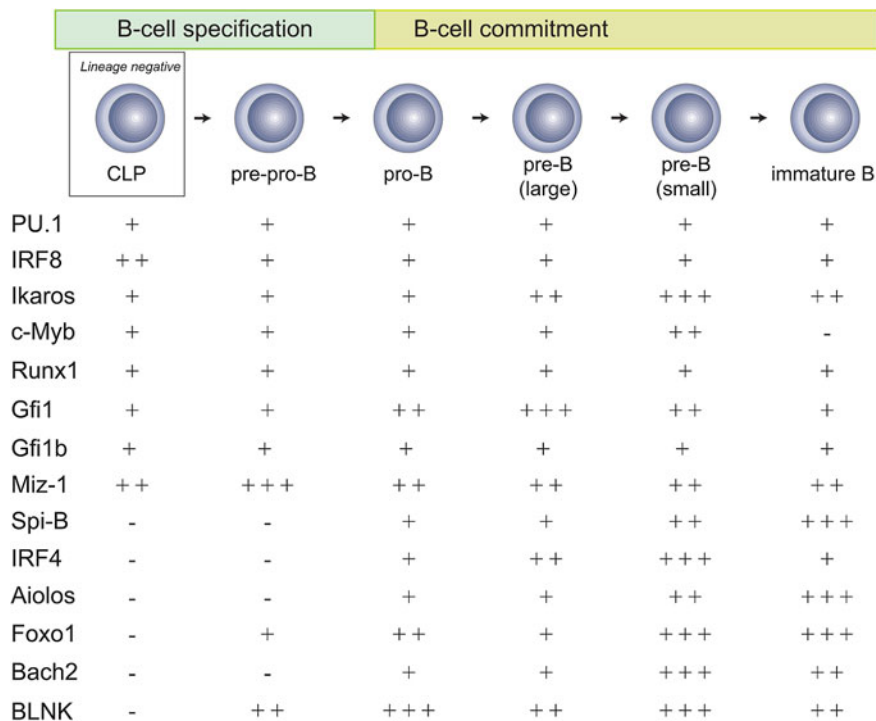 B-cell specification B-cell commitment
Lineage negative
CLP pre-pro-B pro-B pre-B (large) pre-B (small) immature B
PU.1 + + + + + +
IRF8 ++ + + + + +
Ikaros + + + ++ +++ ++
c-Myb + + + + ++ -
Runx1 + + + + + +
Gfi1 + + ++ +++ ++ +
Gfi1b + + + + + +
Miz-1 ++ +++ ++ ++ ++ ++
Spi-B - - + + ++ +++
IRF4 - - + ++ +++ +
Aiolos - - + + ++ +++
Foxo1 - + ++ + +++ +++
Bach2 - - + + +++ ++
BLNK - ++ +++ ++ +++ ++